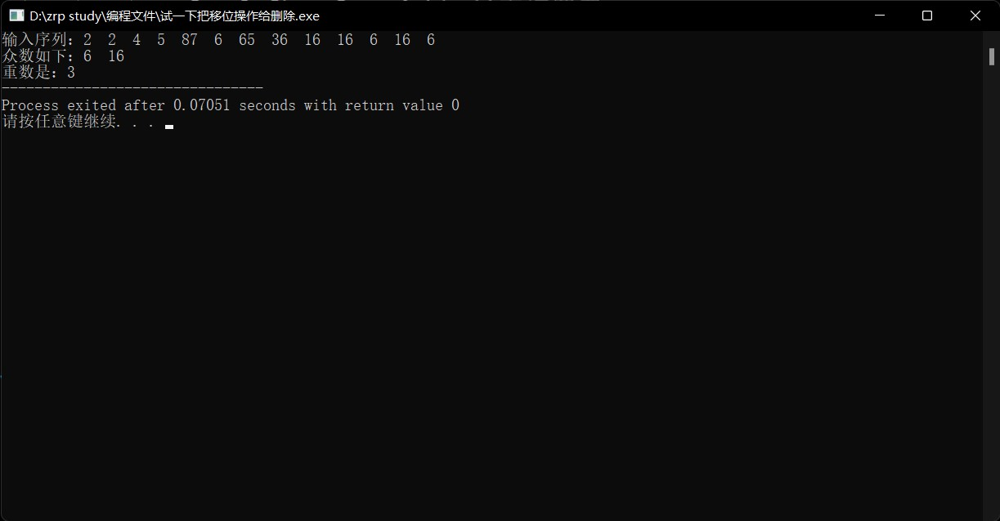 D:\zrp study\编程文件\试一下把移位操作给删除.exe
输入序列：2  2  4  5  87  6  65  36  16  16  6  16  6
众数如下：6  16
重数是：3
--------------------------------
Process exited after 0.07051 seconds with return value 0
请按任意键继续. . .